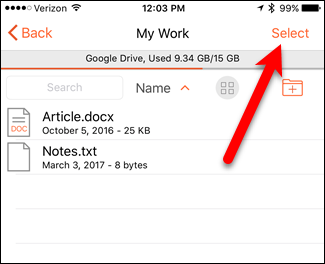 Verizon 12:03 PM 99%
Back My Work Select
Google Drive, Used 9.34 GB/15 GB
Search Name
DOC
Article.docx
October 5, 2016 - 25 KB
Notes.txt
March 3, 2017 - 8 bytes